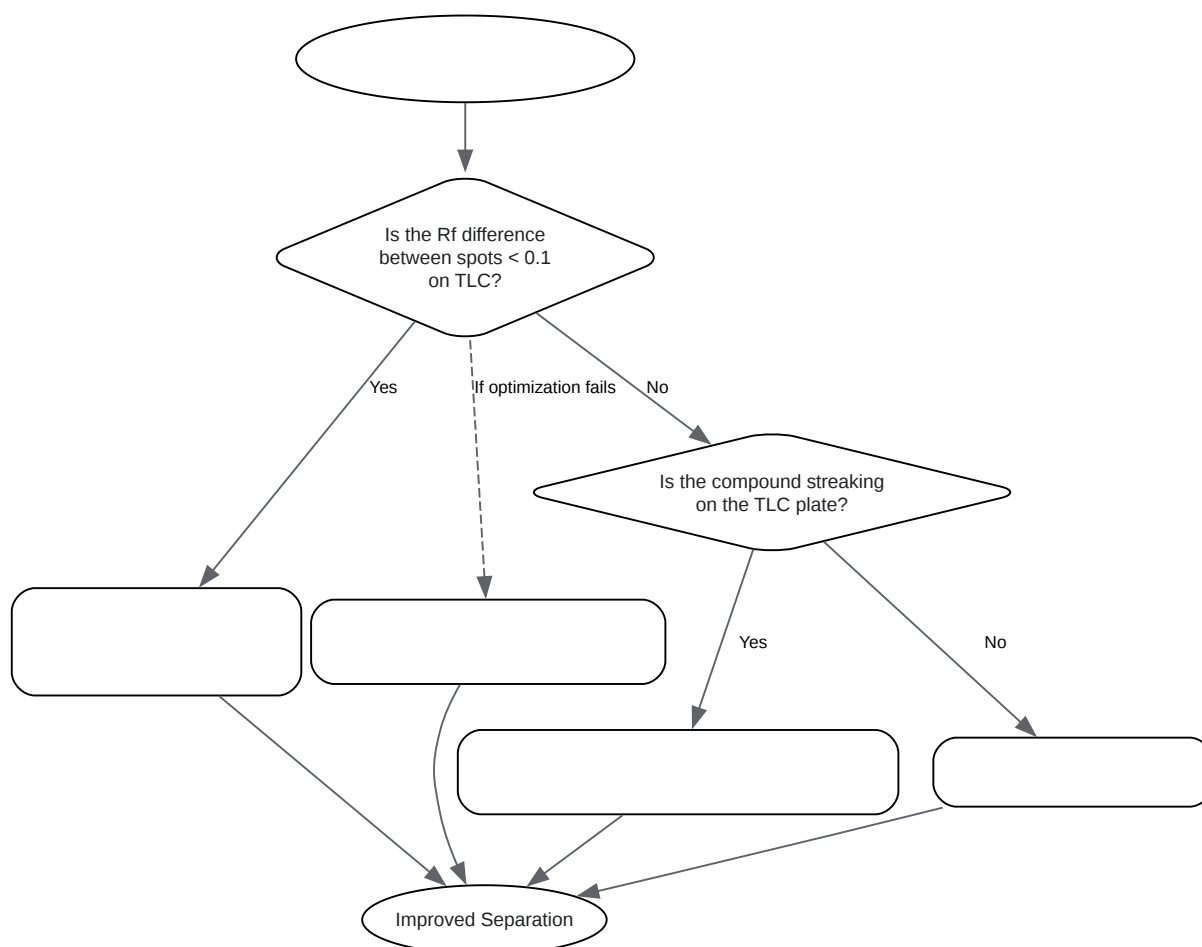 Is the Rf difference
between spots < 0.1
on TLC?
Yes
If optimization fails
No
Is the compound streaking
on the TLC plate?
Yes
No
Improved Separation